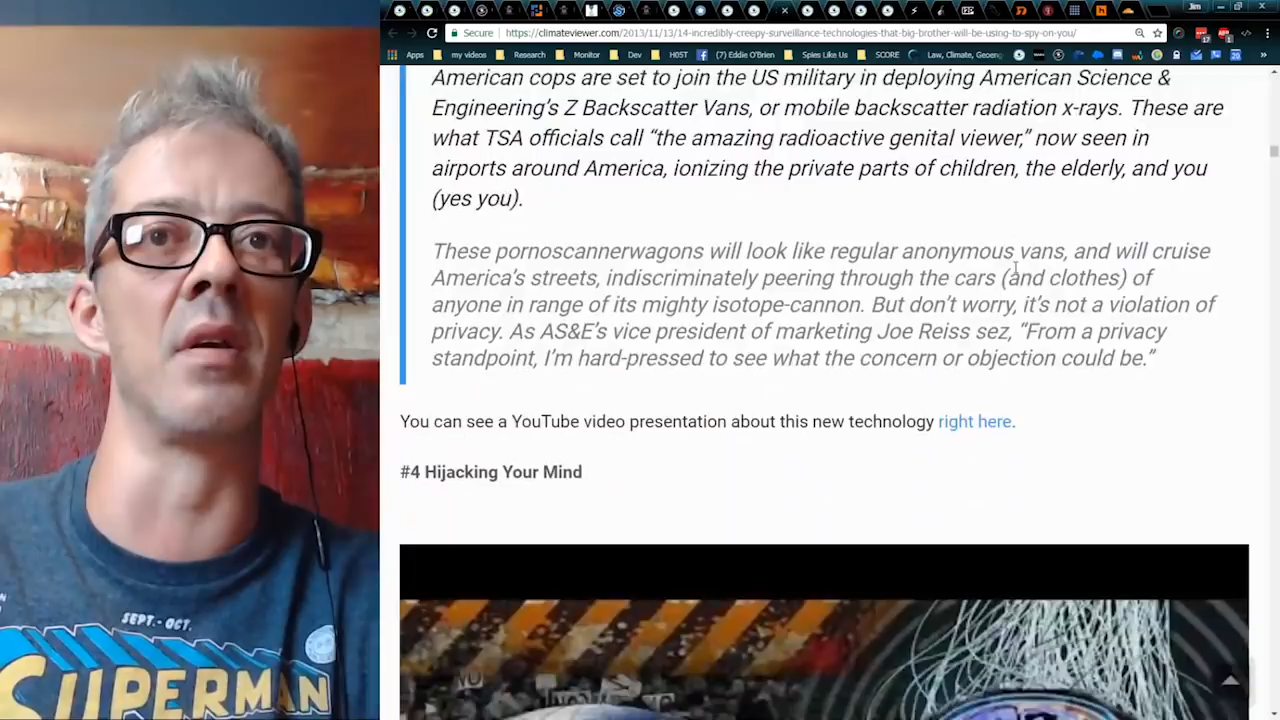 Jim
Secure
https://climateviewer.com/2013/11/13/14-incredibly-creepy-surveillance-technologies-that-big-brother-will-be-using-to-spy-on-you/
Apps my videos Research Monitor Dev H05T (7) Eddie O'Brien Spies Like Us SCORE Law, Climate, Geoeng
American cops are set to join the US military in deploying American Science &
Engineering's Z Backscatter Vans, or mobile backscatter radiation x-rays. These are
what TSA officials call “the amazing radioactive genital viewer,” now seen in
airports around America, ionizing the private parts of children, the elderly, and you
(yes you).
These pornoscannerwagons will look like regular anonymous vans, and will cruise
America’s streets, indiscriminately peering through the cars (and clothes) of
anyone in range of its mighty isotope-cannon. But don’t worry, it’s not a violation of
privacy. As AS&E’s vice president of marketing Joe Reiss sez, “From a privacy
standpoint, I’m hard-pressed to see what the concern or objection could be.”
You can see a YouTube video presentation about this new technology right here.
#4 Hijacking Your Mind
SEPT.-OCT.
SUPERMAN